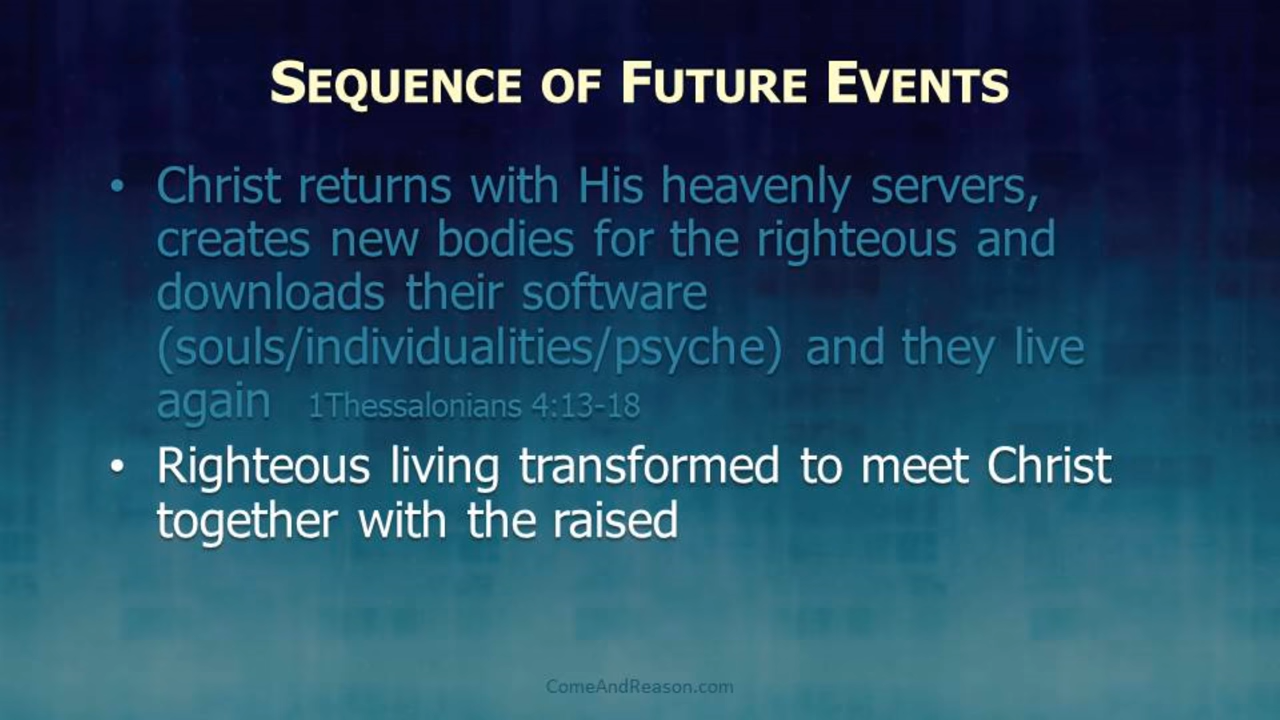 SEQUENCE OF FUTURE EVENTS
• Christ returns with His heavenly servers,
creates new bodies for the righteous and
downloads their software
(souls/individualities/psyche) and they live
again 1Thessalonians 4:13-18
• Righteous living transformed to meet Christ
together with the raised
ComeAndReason.com